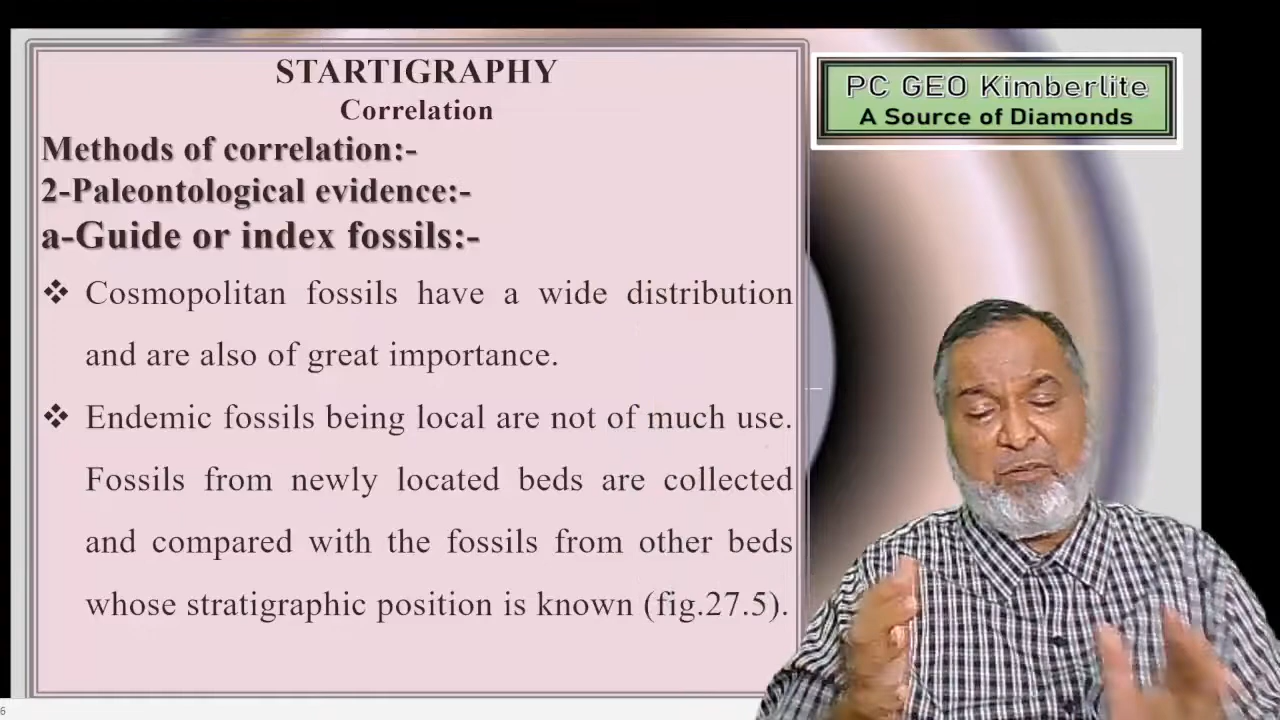 STARTIGRAPHY
Correlation
Methods of correlation:-
2-Paleontological evidence:-
a-Guide or index fossils:-
❖ Cosmopolitan fossils have a wide distribution
and are also of great importance.
❖ Endemic fossils being local are not of much use.
Fossils from newly located beds are collected
and compared with the fossils from other beds
whose stratigraphic position is known (fig.27.5).
PC GEO Kimberlite
A Source of Diamonds
6